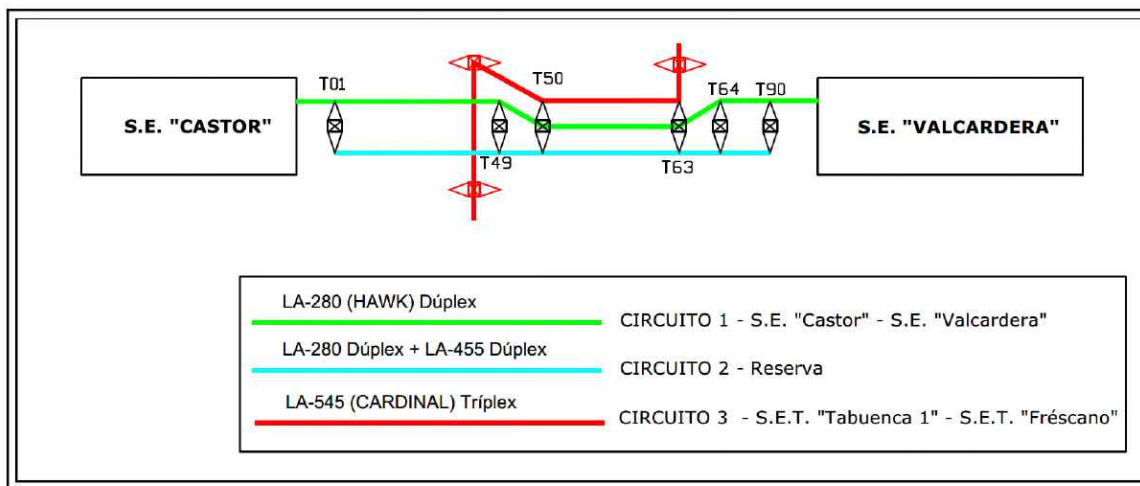 T01
T50
T64 T90
S.E. "CASTOR"
S.E. "VALCARDERA"
T49
T63
LA-280 (HAWK) Dúplex
CIRCUITO 1 - S.E. "Castor" - S.E. "Valcardera"
LA-280 Dúplex + LA-455 Dúplex
CIRCUITO 2 - Reserva
LA-545 (CARDINAL) Tríplex
CIRCUITO 3 - S.E.T. "Tabuenca 1" - S.E.T. "Fréscano"